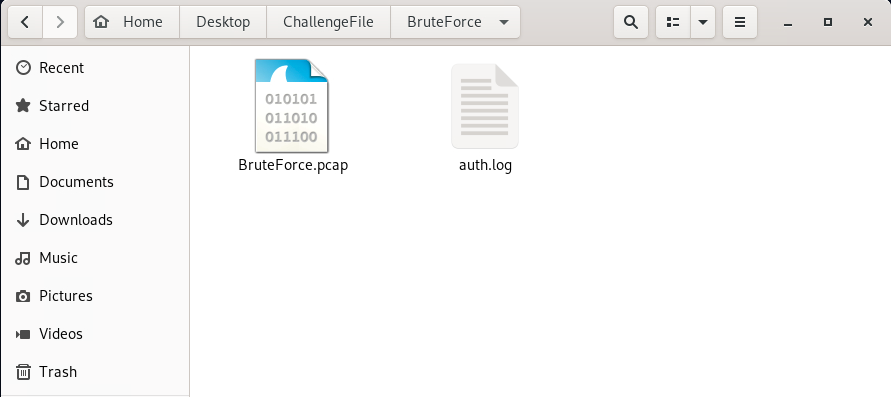 Home Desktop ChallengeFile BruteForce
Recent
Starred
Home
Documents
Downloads
Music
Pictures
Videos
Trash
010101
011010
011100
BruteForce.pcap
auth.log